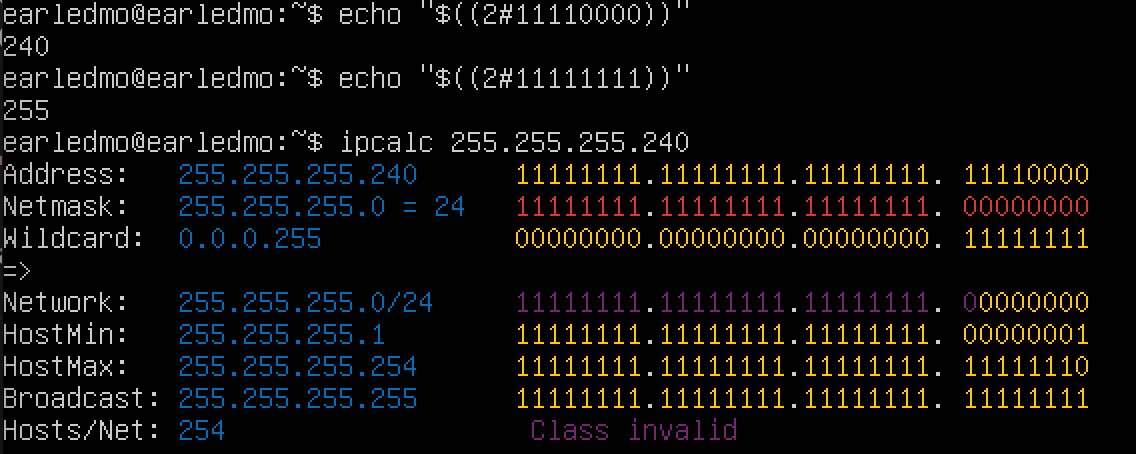 earledmo@earledmo:~$ echo "$((2#11110000))"
240
earledmo@earledmo:~$ echo "$((2#11111111))"
255
earledmo@earledmo:~$ ipcalc 255.255.255.240
Address:   255.255.255.240      11111111.11111111.11111111. 11110000
Netmask:   255.255.255.0 = 24   11111111.11111111.11111111. 00000000
Wildcard:  0.0.0.255            00000000.00000000.00000000. 11111111
=>
Network:   255.255.255.0/24     11111111.11111111.11111111. 00000000
HostMin:   255.255.255.1        11111111.11111111.11111111. 00000001
HostMax:   255.255.255.254      11111111.11111111.11111111. 11111110
Broadcast: 255.255.255.255      11111111.11111111.11111111. 11111111
Hosts/Net: 254                   Class invalid